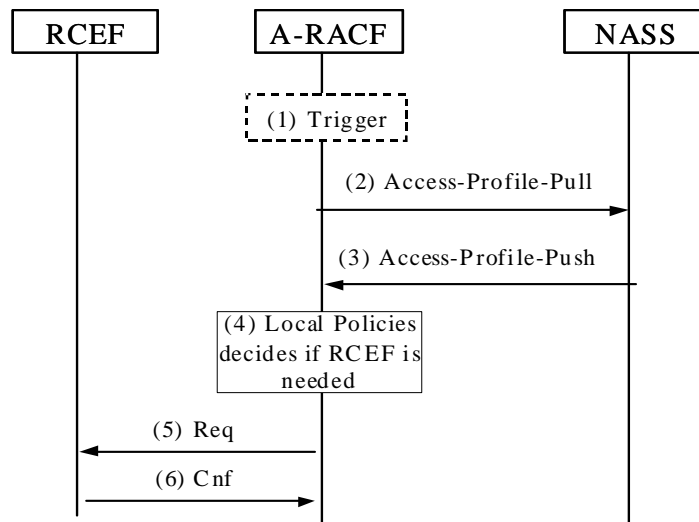 RCEF
A-RACF
NASS
(1) Trigger
(2) Access-Profile-Pull
(3) Access-Profile-Push
(4) Local Policies
decides if RCEF is
needed
(5) Req
(6) Cnf